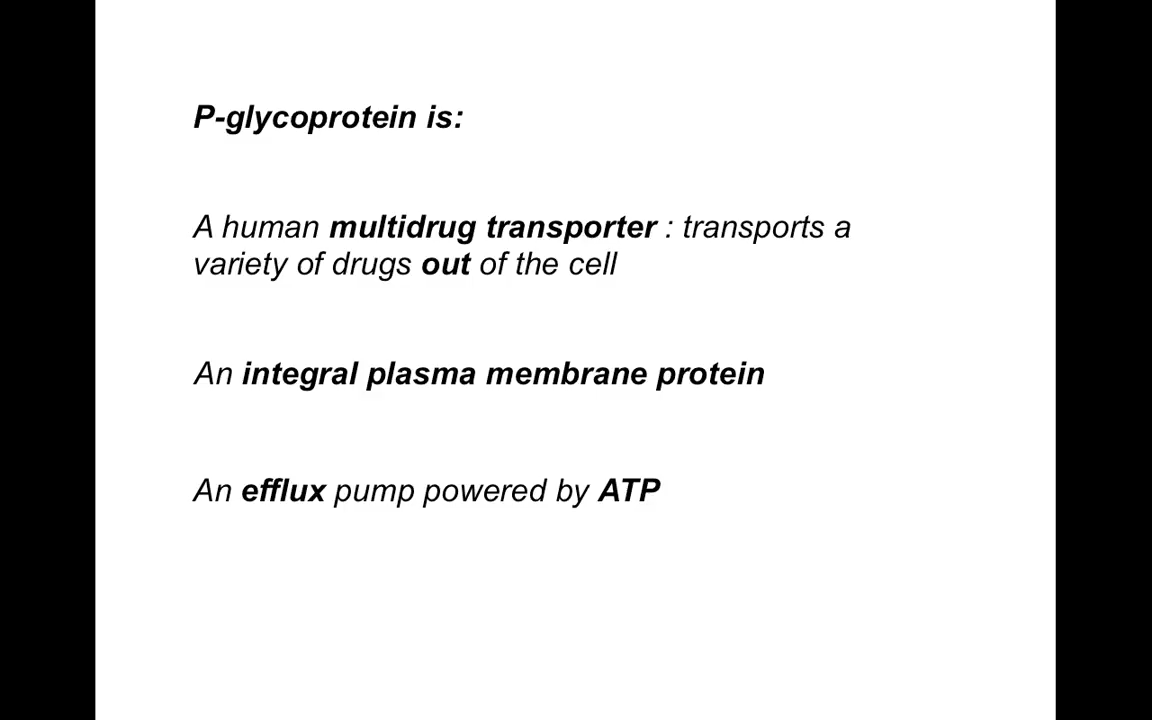 P-glycoprotein is:
A human multidrug transporter : transports a
variety of drugs out of the cell
An integral plasma membrane protein
An efflux pump powered by ATP